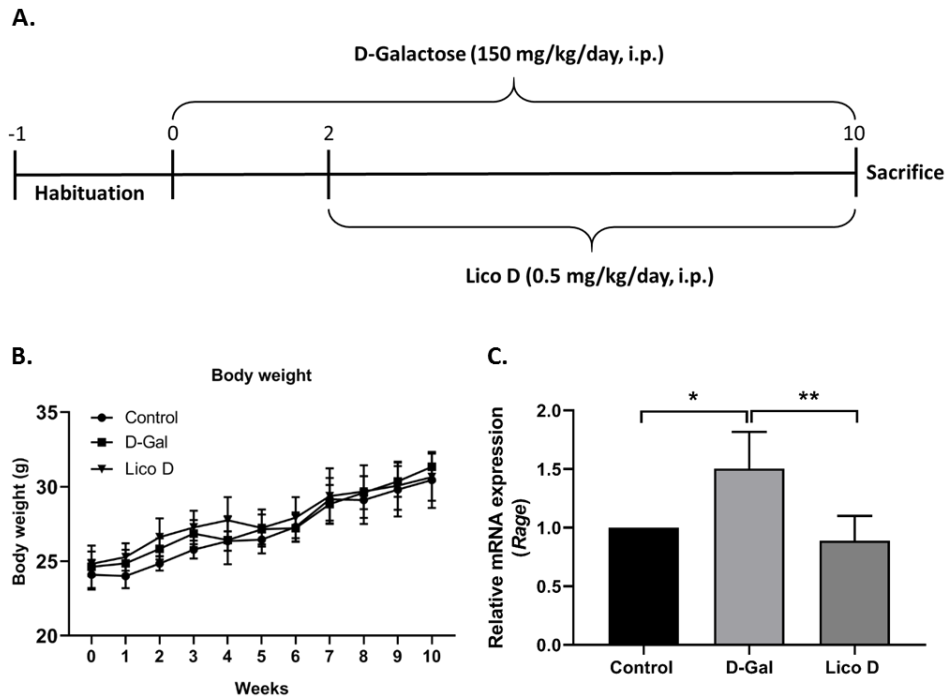 A.
D-Galactose (150 mg/kg/day, i.p.)
-1 0 2 10
Habituation
Sacrifice
Lico D (0.5 mg/kg/day, i.p.)
B.
Body weight
35
30
25
20
Body weight (g)
Control
D-Gal
Lico D
0 1 2 3 4 5 6 7 8 9 10
Weeks
C.
* **
2.0
1.5
1.0
0.5
0.0
Relative mRNA expression
(Rage)
Control D-Gal Lico D